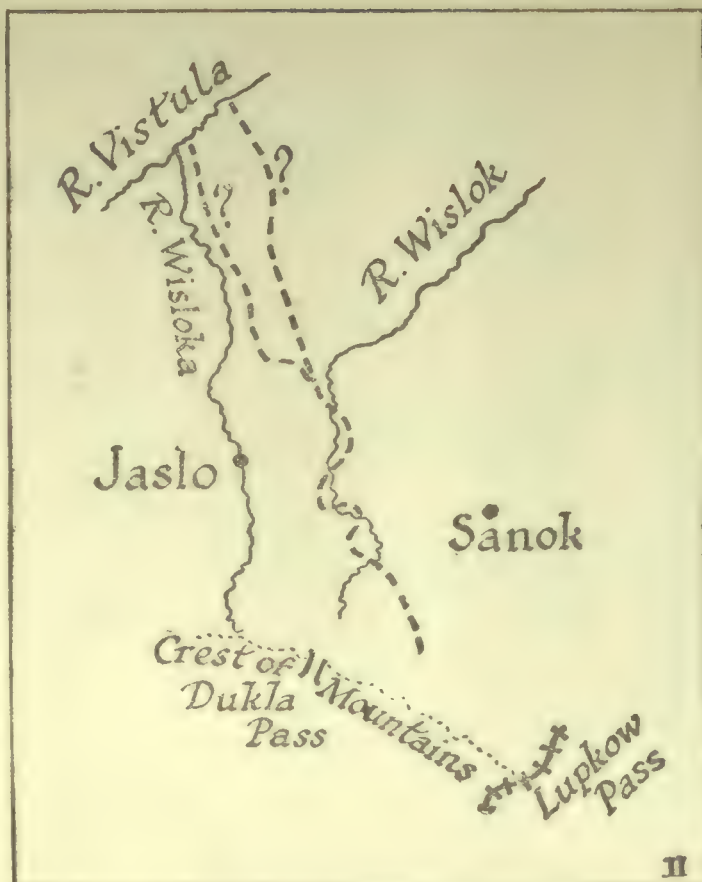 R. Vistula
?
?
R. Wisloka
R. Wislok
Jaslo
Sanok
Crest of
Mountains
Dukla
Pass
Lupkow
Pass
II